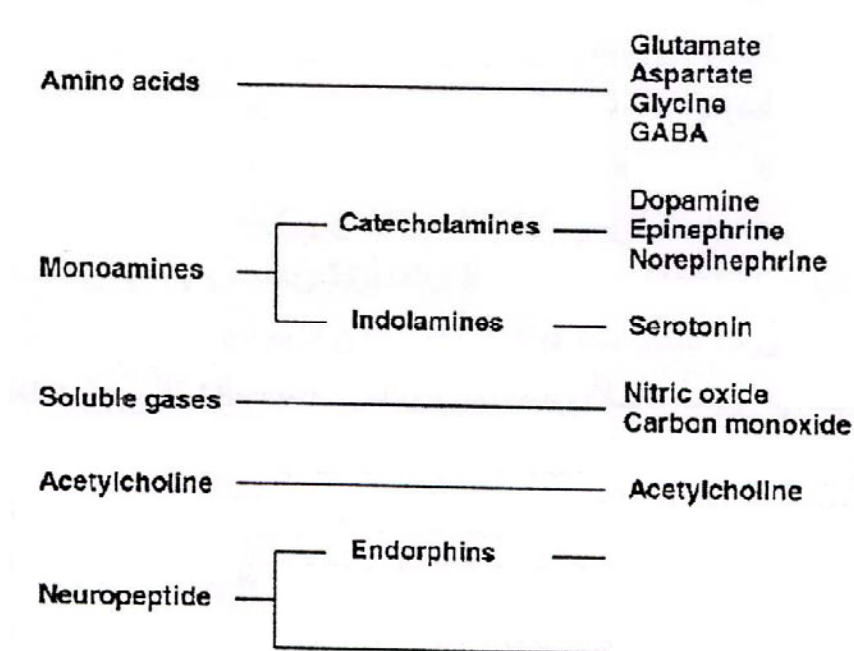 Amino acids
Glutamate
Aspartate
Glycine
GABA
Monoamines
Catecholamines
Dopamine
Epinephrine
Norepinephrine
Indolamines
Serotonin
Soluble gases
Nitric oxide
Carbon monoxide
Acetylcholine
Acetylcholine
Neuropeptide
Endorphins